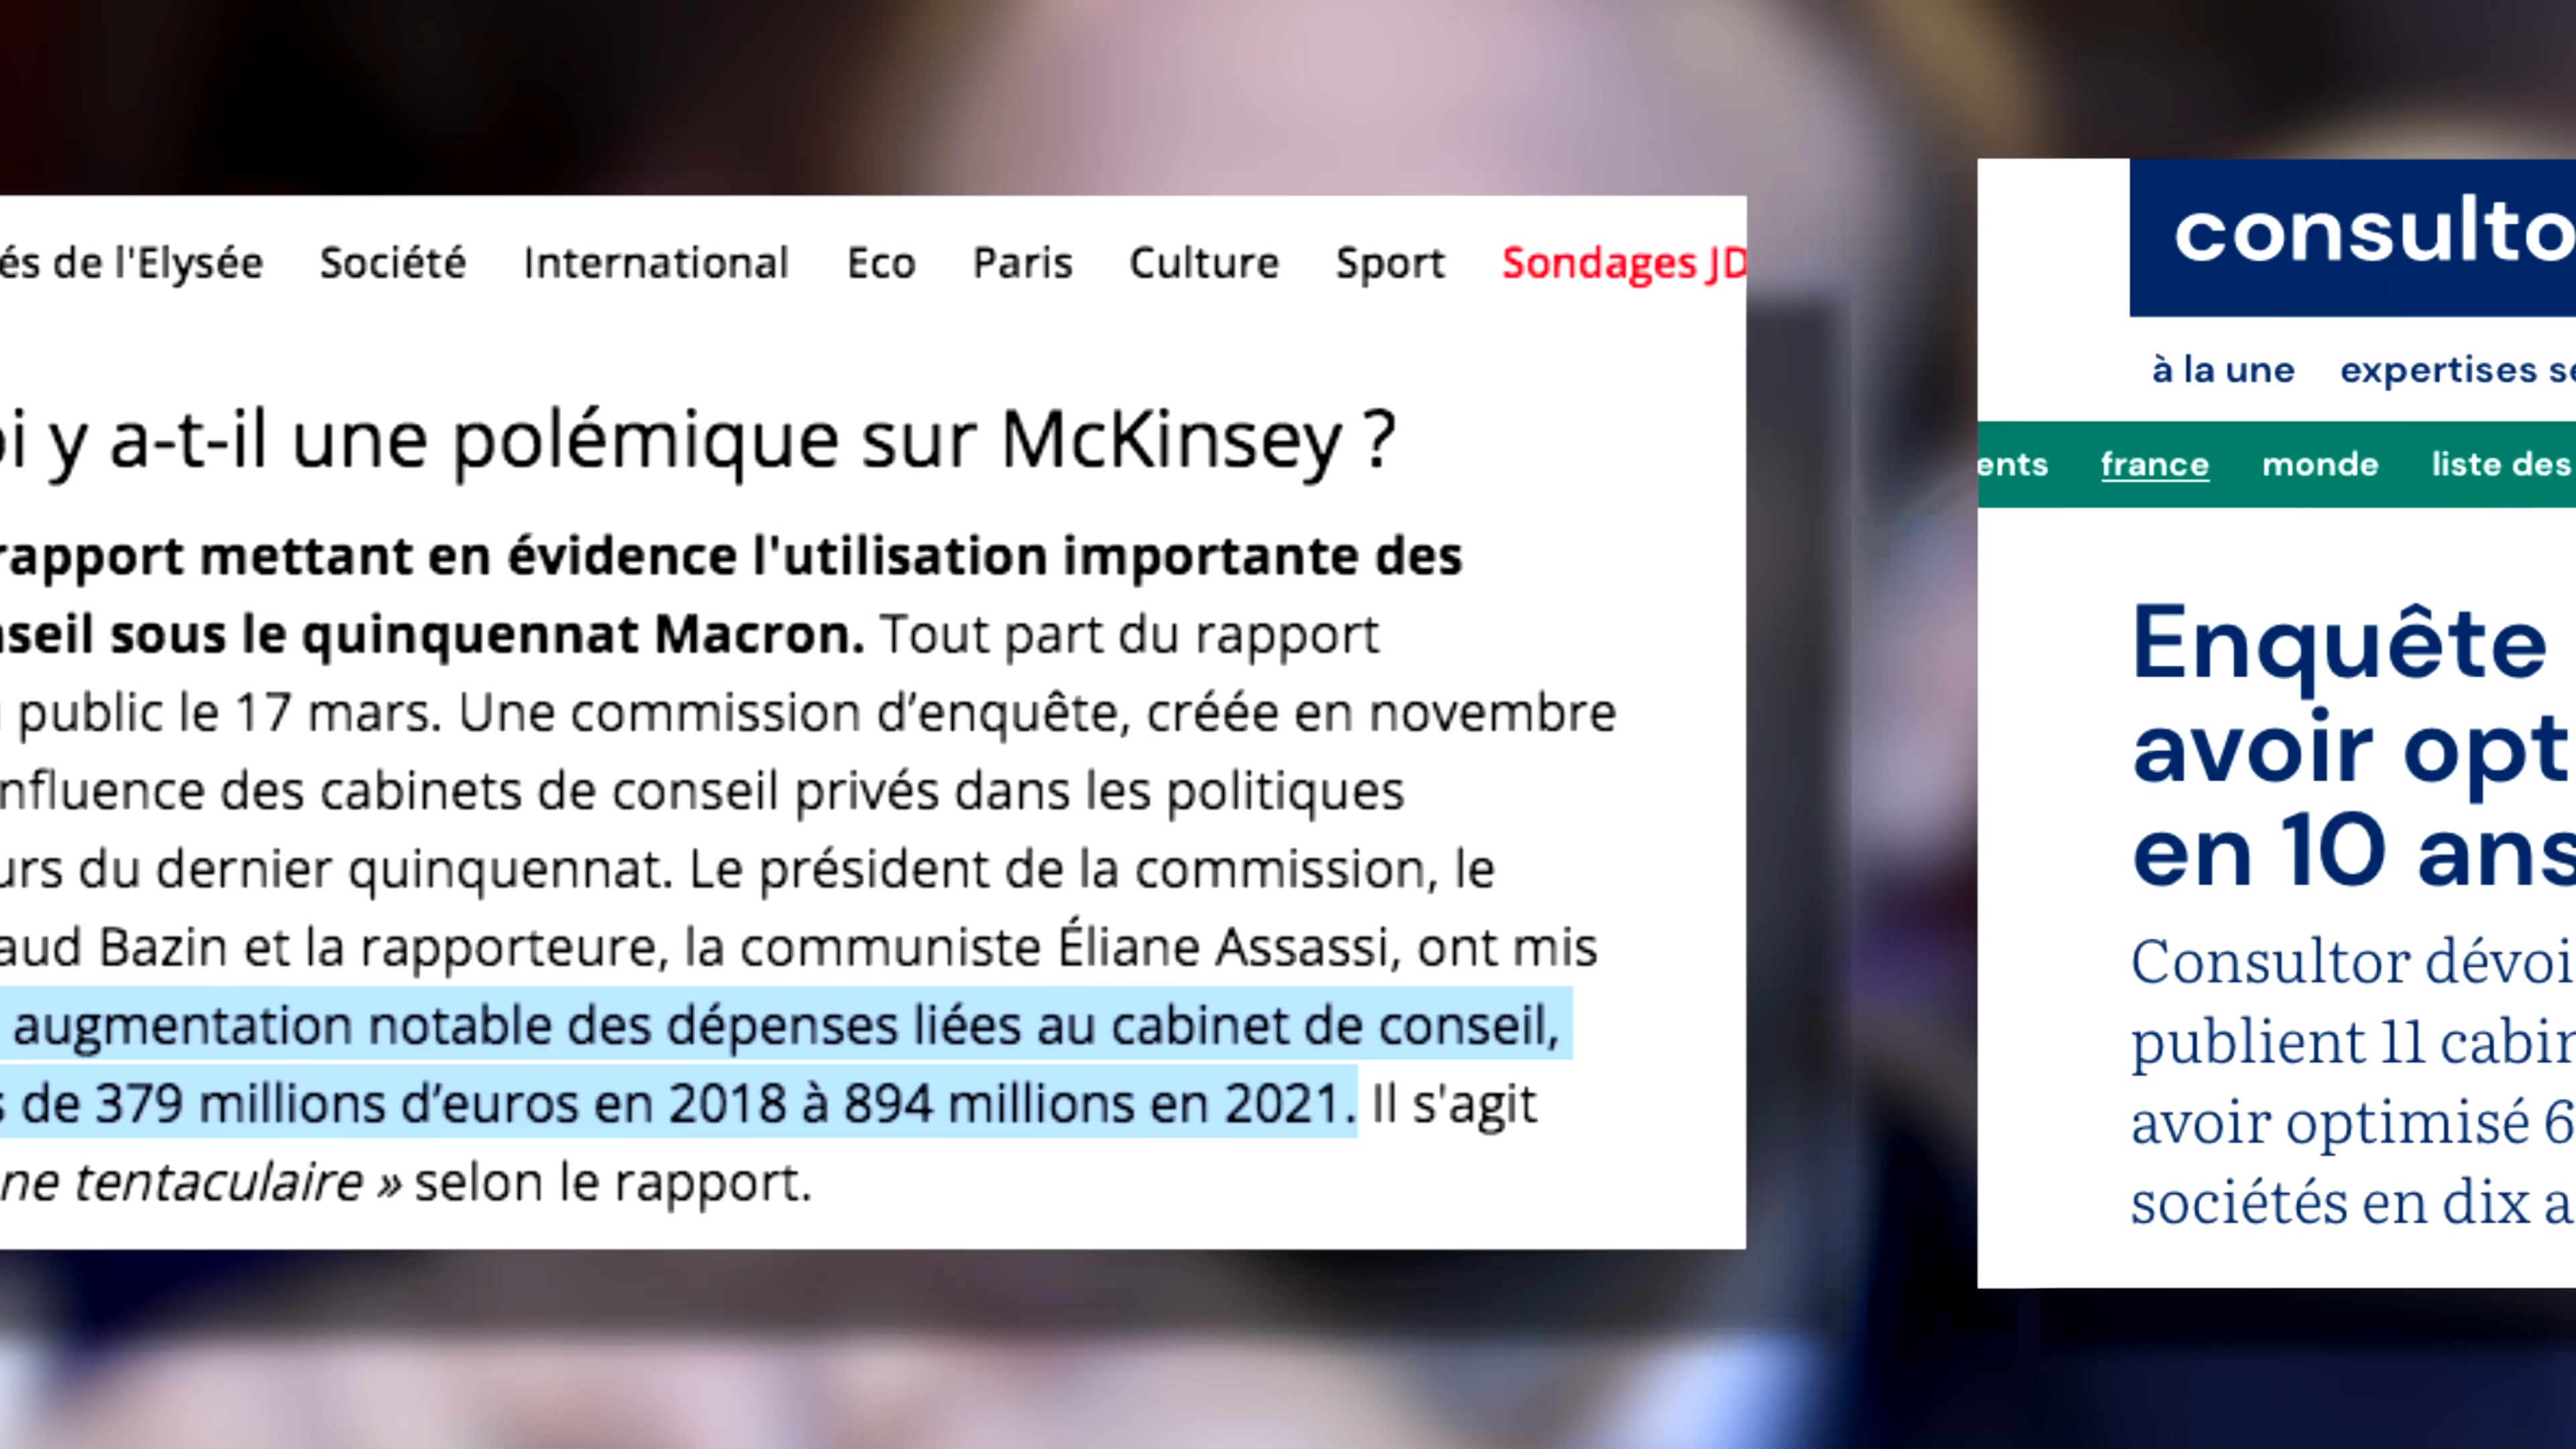 és de l'Elysée Société International Eco Paris Culture Sport Sondages JD
oi y a-t-il une polémique sur McKinsey ?
rapport mettant en évidence l'utilisation importante des
nseil sous le quinquennat Macron. Tout part du rapport
public le 17 mars. Une commission d’enquête, créée en novembre
nfluence des cabinets de conseil privés dans les politiques
urs du dernier quinquennat. Le président de la commission, le
aud Bazin et la rapporteure, la communiste Éliane Assassi, ont mis
augmentation notable des dépenses liées au cabinet de conseil,
s de 379 millions d’euros en 2018 à 894 millions en 2021. Il s'agit
ne tentaculaire » selon le rapport.
consulto
à la une expertises se
ents france monde liste des
Enquête
avoir opt
en 10 ans
Consultor dévoi
publient 11 cabin
avoir optimisé 6
sociétés en dix a